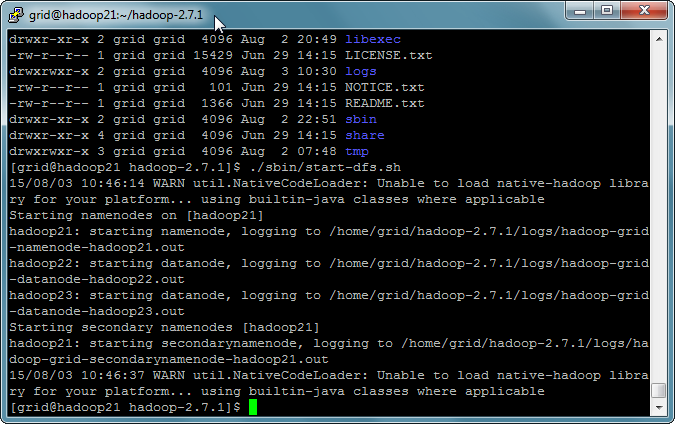 grid@hadoop21:~/hadoop-2.7.1
drwxr-xr-x 2 grid grid  4096 Aug  2 20:49 libexec
-rw-r--r-- 1 grid grid 15429 Jun 29 14:15 LICENSE.txt
drwxrwxr-x 2 grid grid  4096 Aug  3 10:30 logs
-rw-r--r-- 1 grid grid   101 Jun 29 14:15 NOTICE.txt
-rw-r--r-- 1 grid grid  1366 Jun 29 14:15 README.txt
drwxr-xr-x 2 grid grid  4096 Aug  2 22:51 sbin
drwxr-xr-x 4 grid grid  4096 Jun 29 14:15 share
drwxrwxr-x 3 grid grid  4096 Aug  2 07:48 tmp
[grid@hadoop21 hadoop-2.7.1]$ ./sbin/start-dfs.sh
15/08/03 10:46:14 WARN util.NativeCodeLoader: Unable to load native-hadoop libra
ry for your platform... using builtin-java classes where applicable
Starting namenodes on [hadoop21]
hadoop21: starting namenode, logging to /home/grid/hadoop-2.7.1/logs/hadoop-grid
-namenode-hadoop21.out
hadoop22: starting datanode, logging to /home/grid/hadoop-2.7.1/logs/hadoop-grid
-datanode-hadoop22.out
hadoop23: starting datanode, logging to /home/grid/hadoop-2.7.1/logs/hadoop-grid
-datanode-hadoop23.out
Starting secondary namenodes [hadoop21]
hadoop21: starting secondarynamenode, logging to /home/grid/hadoop-2.7.1/logs/ha
doop-grid-secondarynamenode-hadoop21.out
15/08/03 10:46:37 WARN util.NativeCodeLoader: Unable to load native-hadoop libra
ry for your platform... using builtin-java classes where applicable
[grid@hadoop21 hadoop-2.7.1]$